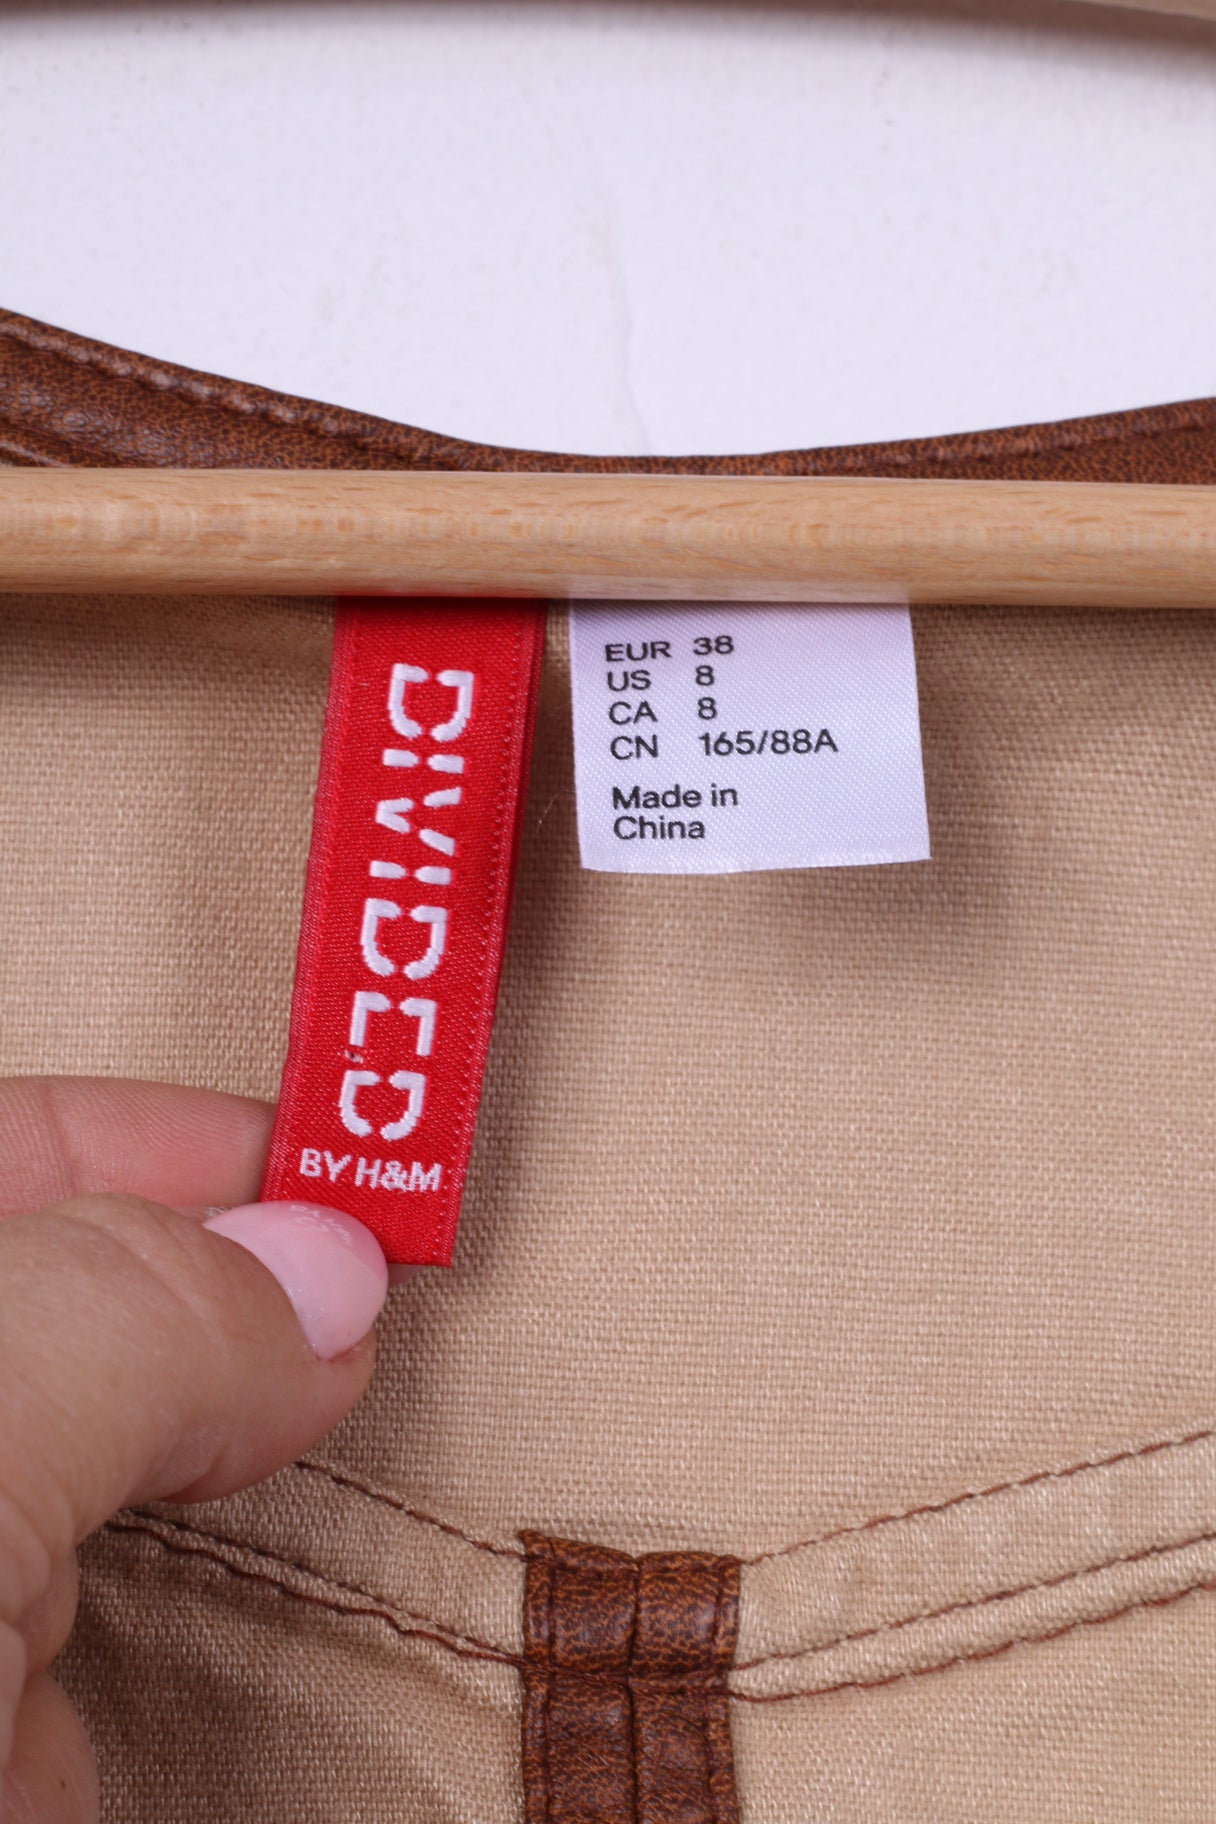 DIVIDED
BY H&M
EUR 38
US 8
CA 8
CN 165/88A
Made in
China